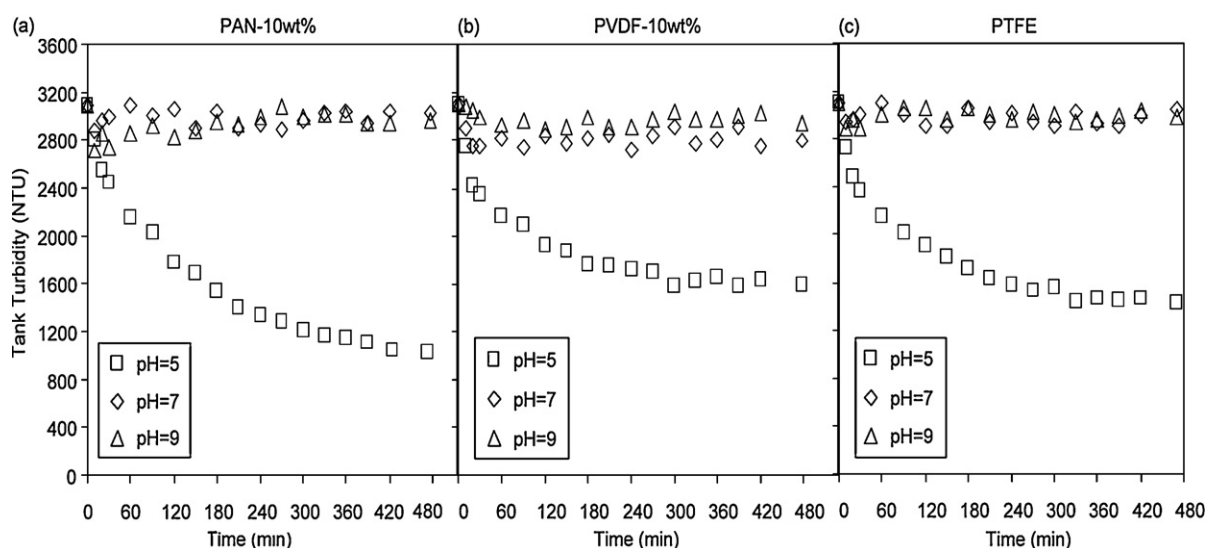 (a) PAN-10wt% (b) PVDF-10wt% (c) PTFE
3600
3200
2800
2400
2000
1600
1200
800
400
0
Tank Turbidity (NTU)
pH=5
pH=7
pH=9
pH=5
pH=7
pH=9
pH=5
pH=7
pH=9
0 60 120 180 240 300 360 420 480 0 60 120 180 240 300 360 420 480 0 60 120 180 240 300 360 420 480
Time (min) Time (min) Time (min)